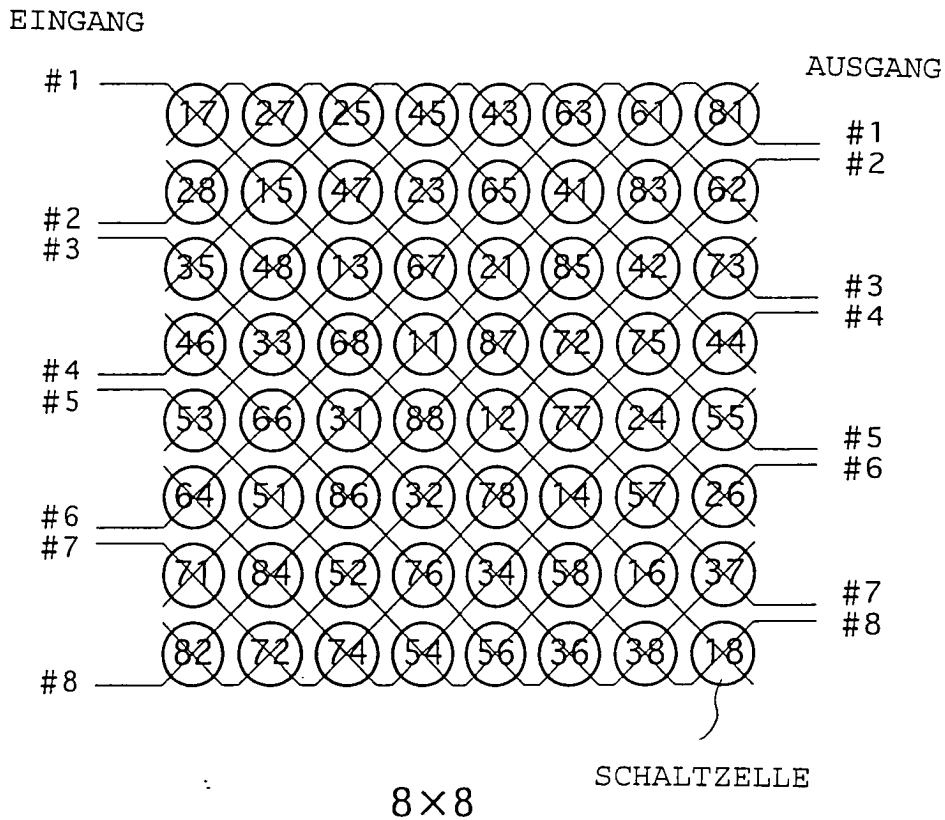 EINGANG
AUSGANG
#1
17 27 25 45 43 63 61 81
#1
#2
28 15 47 23 65 41 83 62
#2
#3
35 48 13 67 21 85 42 73
#3
#4
46 33 68 11 87 72 75 44
#4
#5
53 66 31 88 12 77 24 55
#5
#6
64 51 86 32 78 14 57 26
#6
#7
71 84 52 76 34 58 16 37
#7
#8
82 72 74 54 56 36 38 18
#8
SCHALTZELLE
8×8